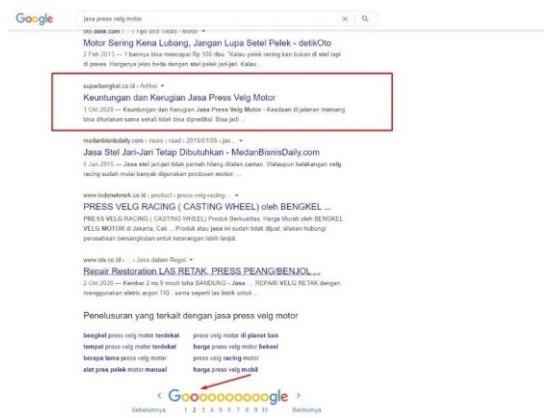 Google
jasa press velg motor
oto.detik.com › ... › Tips and Tricks - Motor
Motor Sering Kena Lubang, Jangan Lupa Setel Pelek - detikOto
2 Feb 2013 — 1 bannya bisa mencapai Rp 100 ribu. "Kalau pelek racing kan bukan di stel tapi
di press. Harganya jelas beda dengan stel pelek jari-jari. Kalau ...
superbengkel.co.id › Artikel
Keuntungan dan Kerugian Jasa Press Velg Motor
1 Okt 2020 — Keuntungan dan Kerugian Jasa Press Velg Motor - Keadaan di jalanan memang
bisa dikatakan sama sekali tidak bisa diprediksi. Bisa jadi ...
medanbisnisdaily.com › news › read › 2015/01/06 › jas...
Jasa Stel Jari-Jari Tetap Dibutuhkan - MedanBisnisDaily.com
6 Jan 2015 — Jasa stel jari-jari tidak pernah hilang ditelan zaman. Walaupun belakangan velg
racing sudah mulai banyak digunakan produsen motor, ...
www.indonetwork.co.id › product › press-velg-racing-...
PRESS VELG RACING ( CASTING WHEEL) oleh BENGKEL ...
PRESS VELG RACING ( CASTING WHEEL) Produk Berkualitas, Harga Murah oleh BENGKEL
VELG MOTOR di Jakarta. Cek ... Produk atau jasa ini sudah tidak dijual. silakan hubungi
perusahaan bersangkutan untuk keterangan lebih lanjut.
www.olx.co.id › ... › Jasa dalam Regol
Repair Restoration LAS RETAK, PRESS PEANG/BENJOL ...
2 Okt 2020 — Kembar 2 no.9 moch toha BANDUNG - Jasa. ... REPAIR VELG RETAK dengan
menggunakan elektric argon TIG . sama seperti las listrik untuk ...
Penelusuran yang terkait dengan jasa press velg motor
bengkel press velg motor terdekat press velg motor di planet ban
tempat press velg motor terdekat harga press velg motor bekasi
berapa lama press velg motor press velg racing motor
alat pres pelek motor manual harga press velg mobil
< Goooooooooogle >
Sebelumnya 1 2 3 4 5 6 7 8 9 10 Berikutnya